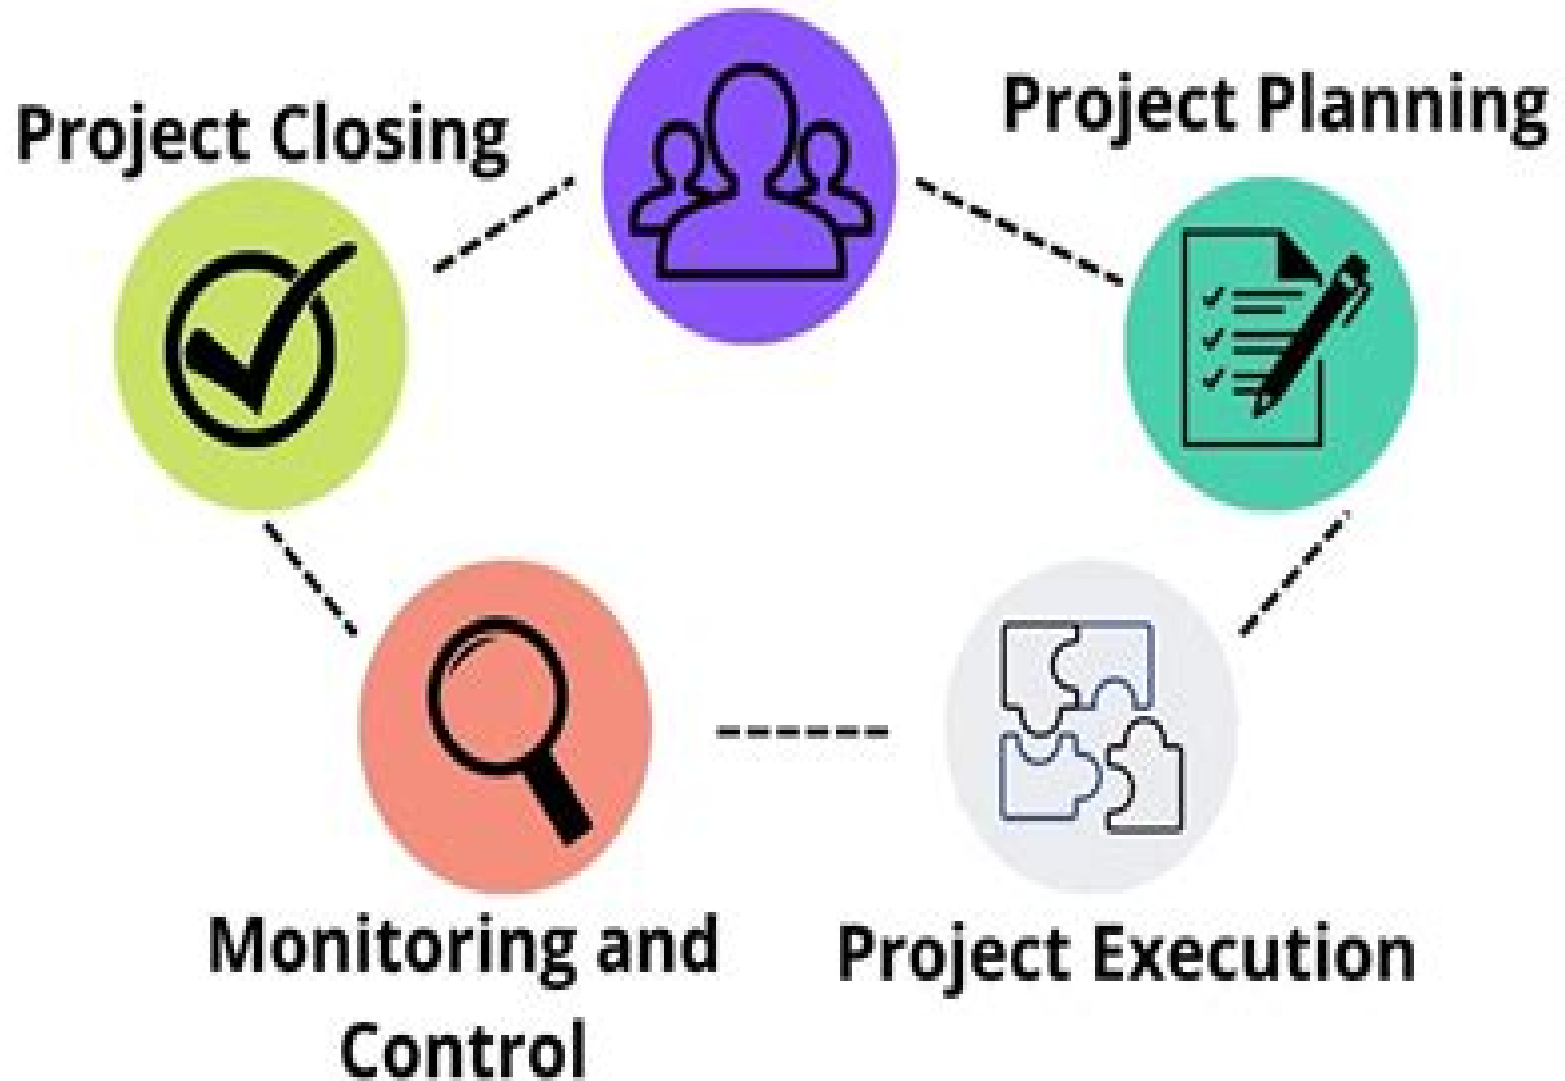 Project Closing
Project Planning
Monitoring and
Control
Project Execution